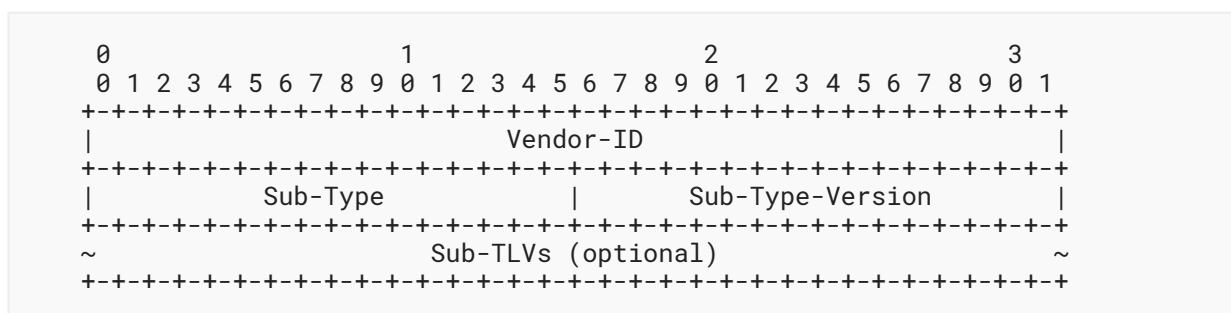 0                   1                   2                   3
 0 1 2 3 4 5 6 7 8 9 0 1 2 3 4 5 6 7 8 9 0 1 2 3 4 5 6 7 8 9 0 1
+-+-+-+-+-+-+-+-+-+-+-+-+-+-+-+-+-+-+-+-+-+-+-+-+-+-+-+-+-+-+-+-+
|                           Vendor-ID                           |
+-+-+-+-+-+-+-+-+-+-+-+-+-+-+-+-+-+-+-+-+-+-+-+-+-+-+-+-+-+-+-+-+
|           Sub-Type            |       Sub-Type-Version        |
+-+-+-+-+-+-+-+-+-+-+-+-+-+-+-+-+-+-+-+-+-+-+-+-+-+-+-+-+-+-+-+-+
~                      Sub-TLVs (optional)                      ~
+-+-+-+-+-+-+-+-+-+-+-+-+-+-+-+-+-+-+-+-+-+-+-+-+-+-+-+-+-+-+-+-+